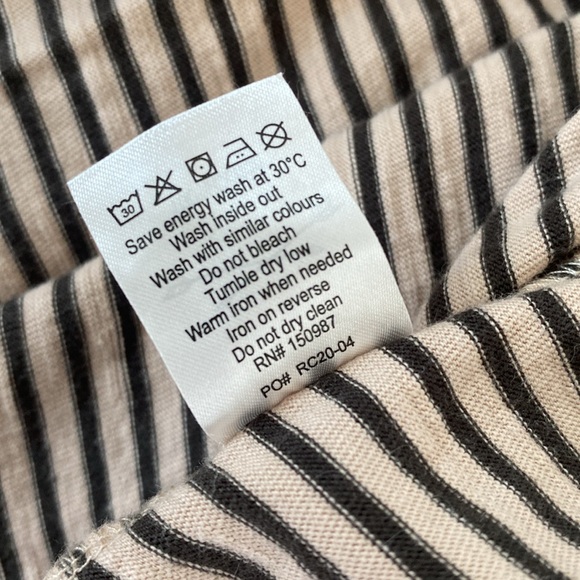 30
Save energy wash at 30°C
Wash inside out
Wash with similar colours
Do not bleach
Tumble dry low
Warm iron when needed
Iron on reverse
Do not dry clean
RN# 150987
PO# RC20-04